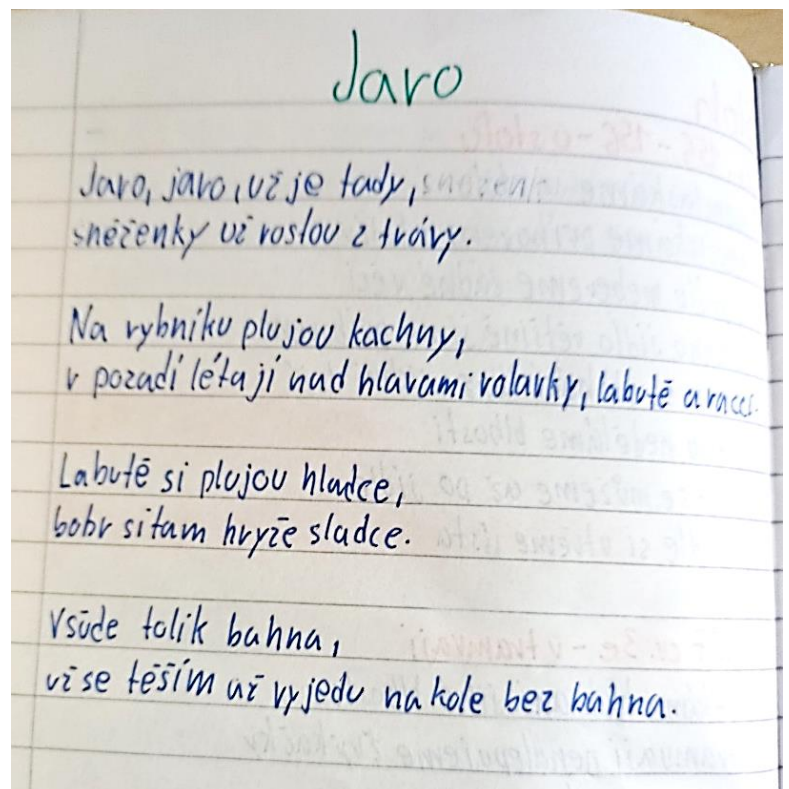 Jaro
Jaro, jaro, už je tady,
sněženky už rostou z trávy.
Na rybníku plujou kachny,
v pozadí létají nad hlavami volavky, labutě a racci.
Labutě si plujou hladce,
bobr si tam hryže sladce.
Všude tolik bahna,
už se těším až vyjedu na kole bez bahna.